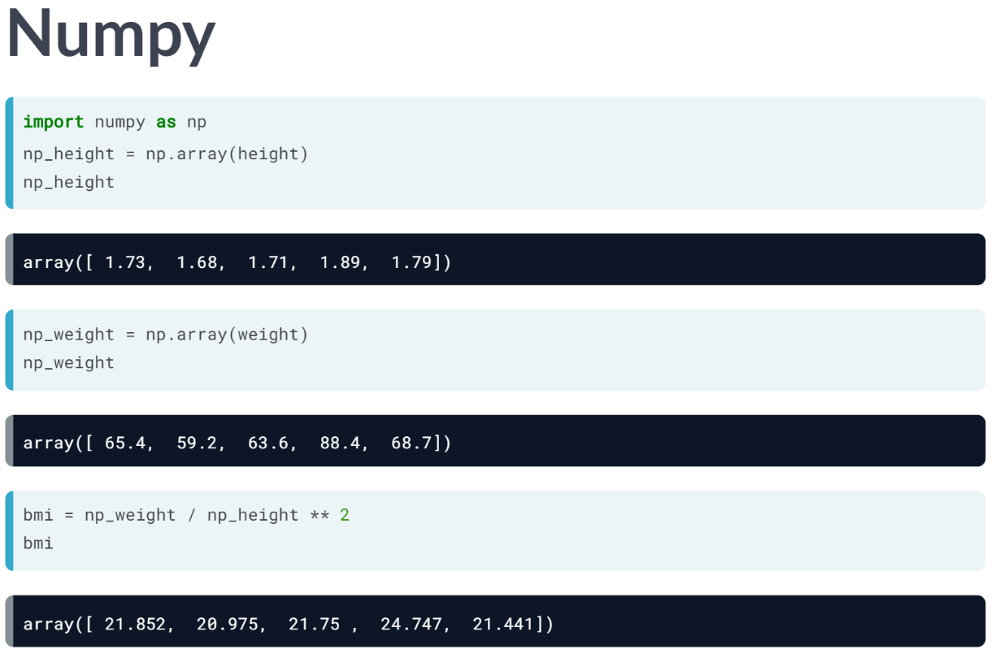 Numpy
import numpy as np
np_height = np.array(height)
np_height
array([ 1.73,  1.68,  1.71,  1.89,  1.79])
np_weight = np.array(weight)
np_weight
array([ 65.4,  59.2,  63.6,  88.4,  68.7])
bmi = np_weight / np_height ** 2
bmi
array([ 21.852,  20.975,  21.75 ,  24.747,  21.441])